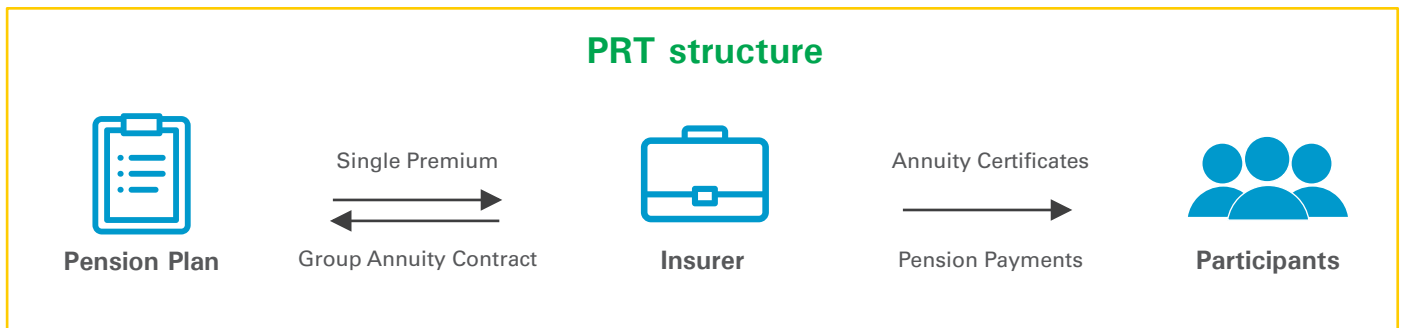 PRT structure
Single Premium
Annuity Certificates
Pension Plan
Group Annuity Contract
Insurer
Pension Payments
Participants